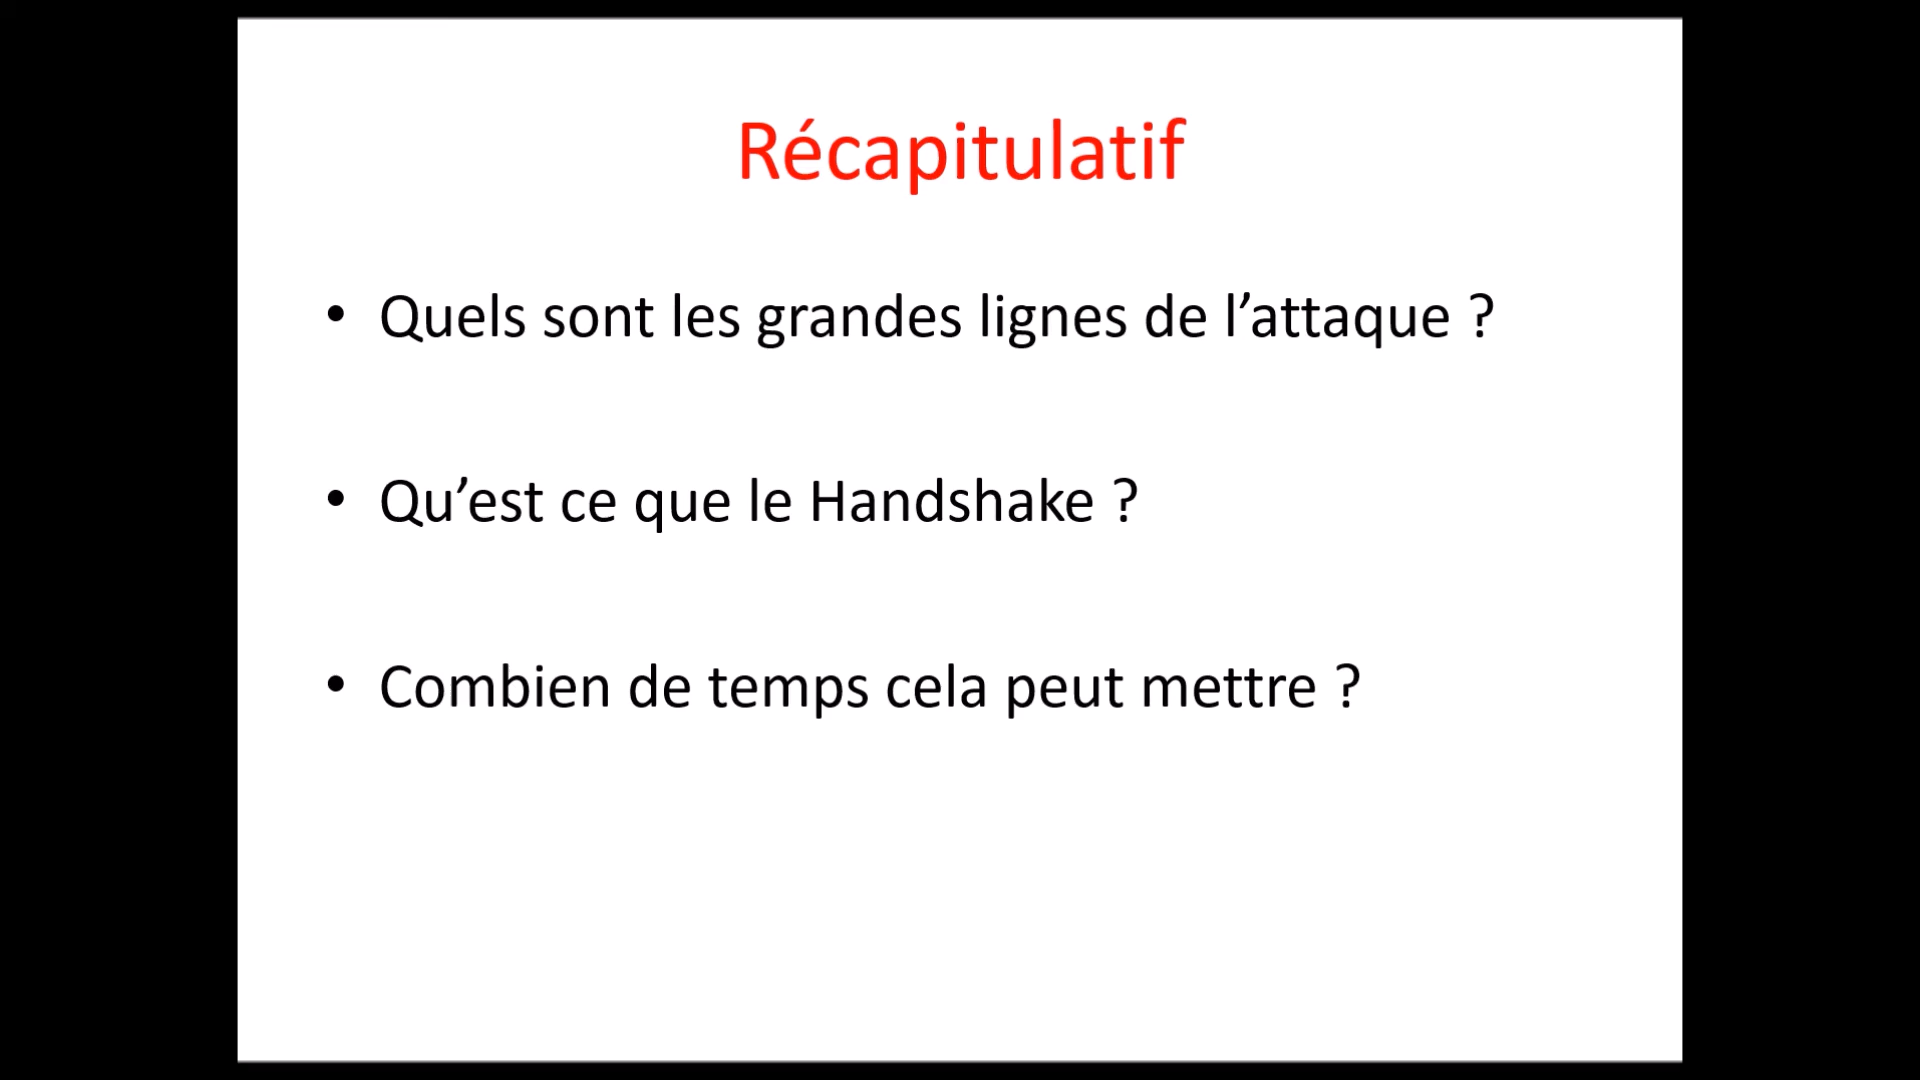 Récapitulatif
• Quels sont les grandes lignes de l’attaque ?
• Qu’est ce que le Handshake ?
• Combien de temps cela peut mettre ?